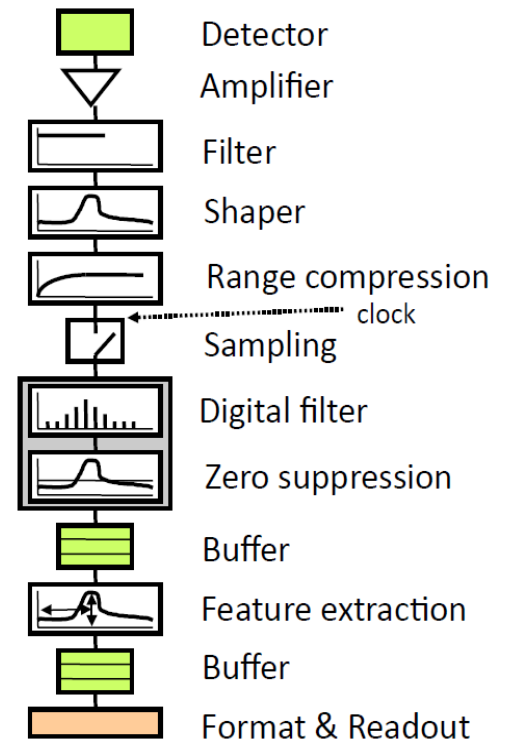 Detector
Amplifier
Filter
Shaper
Range compression
clock
Sampling
Digital filter
Zero suppression
Buffer
Feature extraction
Buffer
Format & Readout